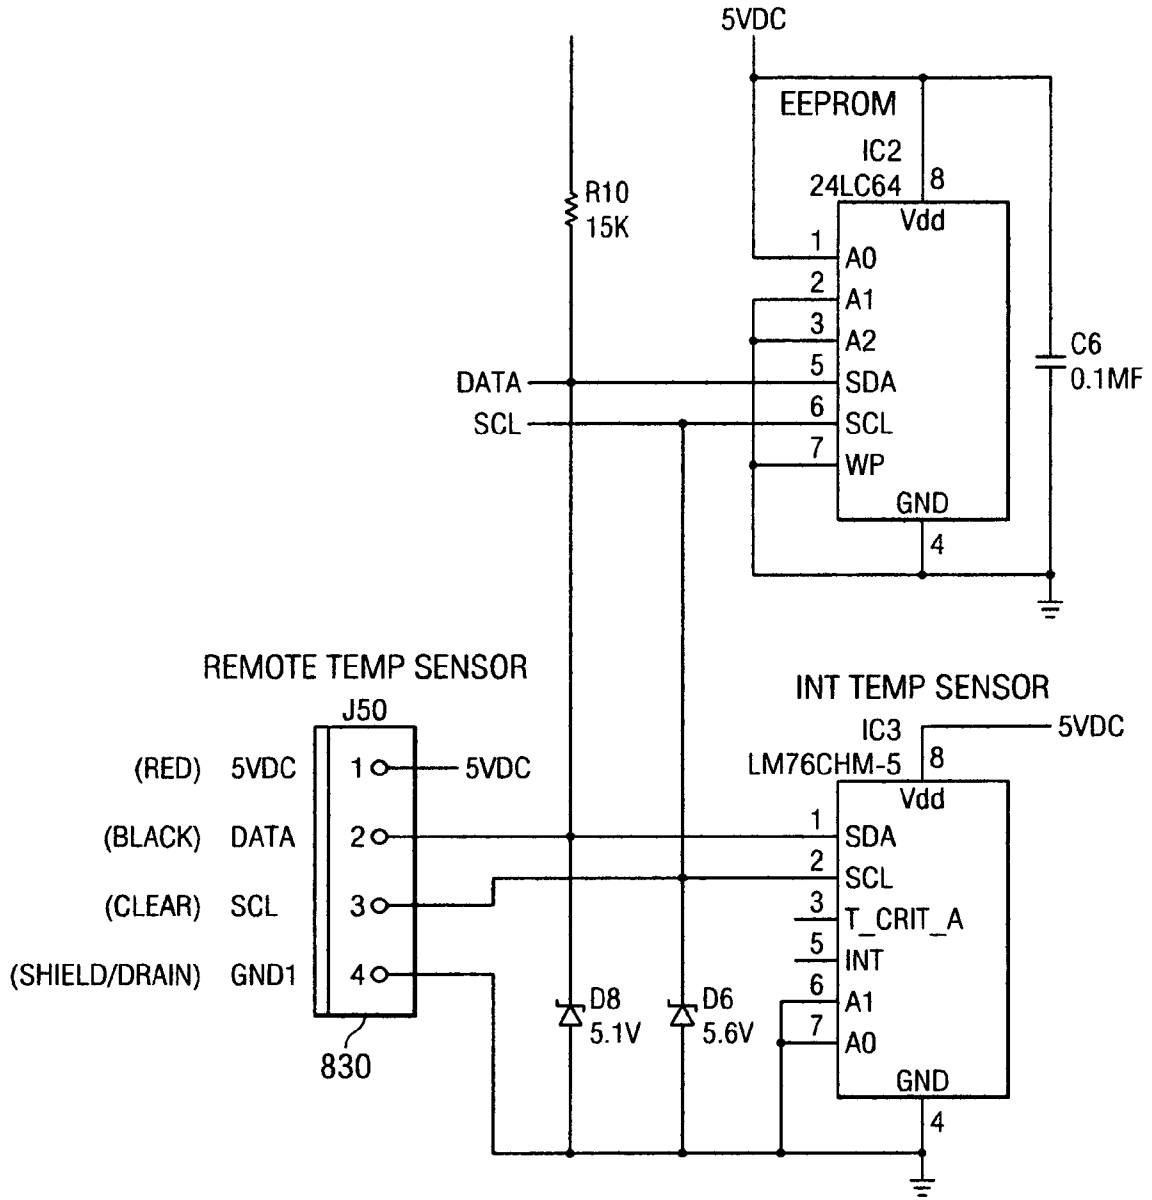 5VDC
EEPROM
IC2
24LC64
8
Vdd
R10
15K
1 A0
2 A1
3 A2
DATA 5 SDA
SCL 6 SCL
7 WP
GND
4
C6
0.1MF
REMOTE TEMP SENSOR
J50
(RED) 5VDC 1 5VDC
(BLACK) DATA 2
(CLEAR) SCL 3
(SHIELD/DRAIN) GND1 4
830
D8
5.1V
D6
5.6V
INT TEMP SENSOR
IC3
5VDC
LM76CHM-5
8
Vdd
1 SDA
2 SCL
3 T_CRIT_A
5 INT
6 A1
7 A0
GND
4